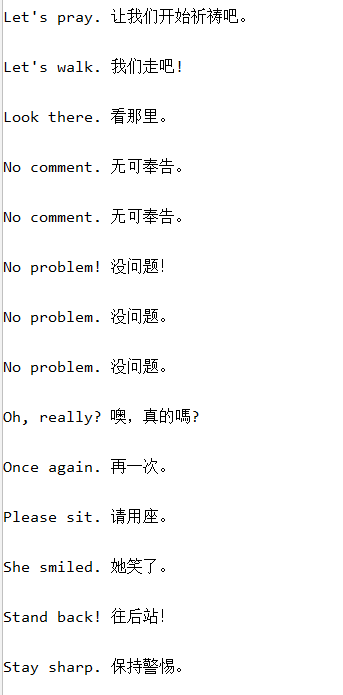 Let's pray. 让我们开始祈祷吧。
Let's walk. 我们走吧!
Look there. 看那里。
No comment. 无可奉告。
No comment. 无可奉告。
No problem! 没问题！
No problem. 没问题。
No problem. 没问题。
Oh, really? 噢，真的嗎?
Once again. 再一次。
Please sit. 请用座。
She smiled. 她笑了。
Stand back! 往后站！
Stay sharp. 保持警惕。